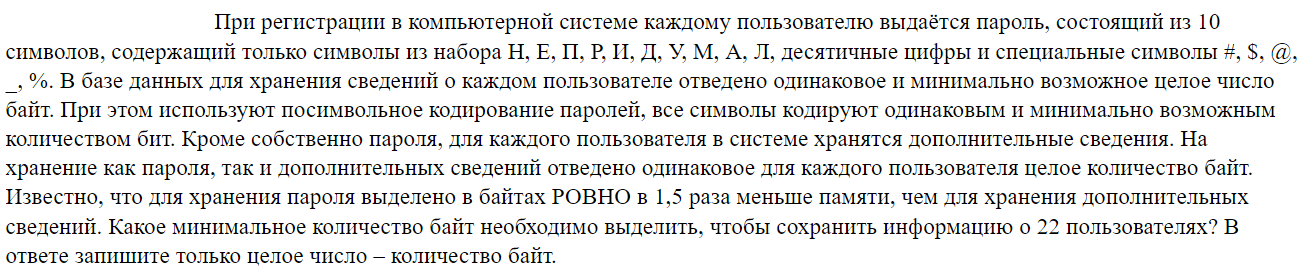 При регистрации в компьютерной системе каждому пользователю выдаётся пароль, состоящий из 10
символов, содержащий только символы из набора Н, Е, П, Р, И, Д, У, М, А, Л, десятичные цифры и специальные символы #, $, @,
_, %. В базе данных для хранения сведений о каждом пользователе отведено одинаковое и минимально возможное целое число
байт. При этом используют посимвольное кодирование паролей, все символы кодируют одинаковым и минимально возможным
количеством бит. Кроме собственно пароля, для каждого пользователя в системе хранятся дополнительные сведения. На
хранение как пароля, так и дополнительных сведений отведено одинаковое для каждого пользователя целое количество байт.
Известно, что для хранения пароля выделено в байтах РОВНО в 1,5 раза меньше памяти, чем для хранения дополнительных
сведений. Какое минимальное количество байт необходимо выделить, чтобы сохранить информацию о 22 пользователях? В
ответе запишите только целое число – количество байт.